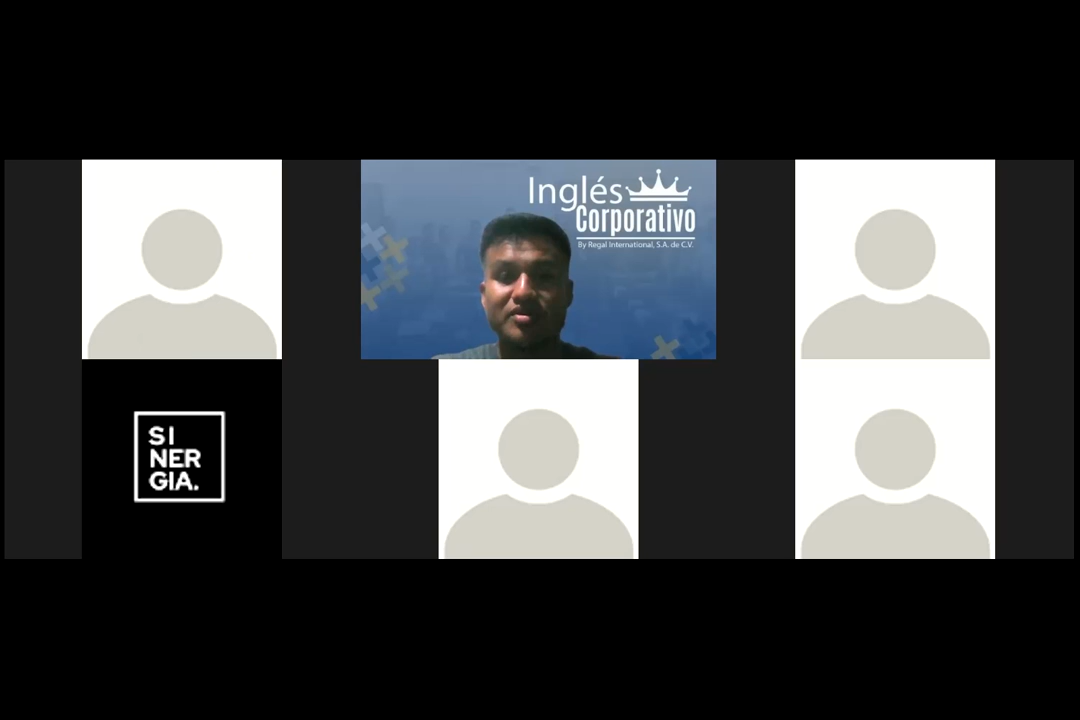 Inglés
Corporativo
By Regal International, S.A. de C.V.
SI
NER
GIA.